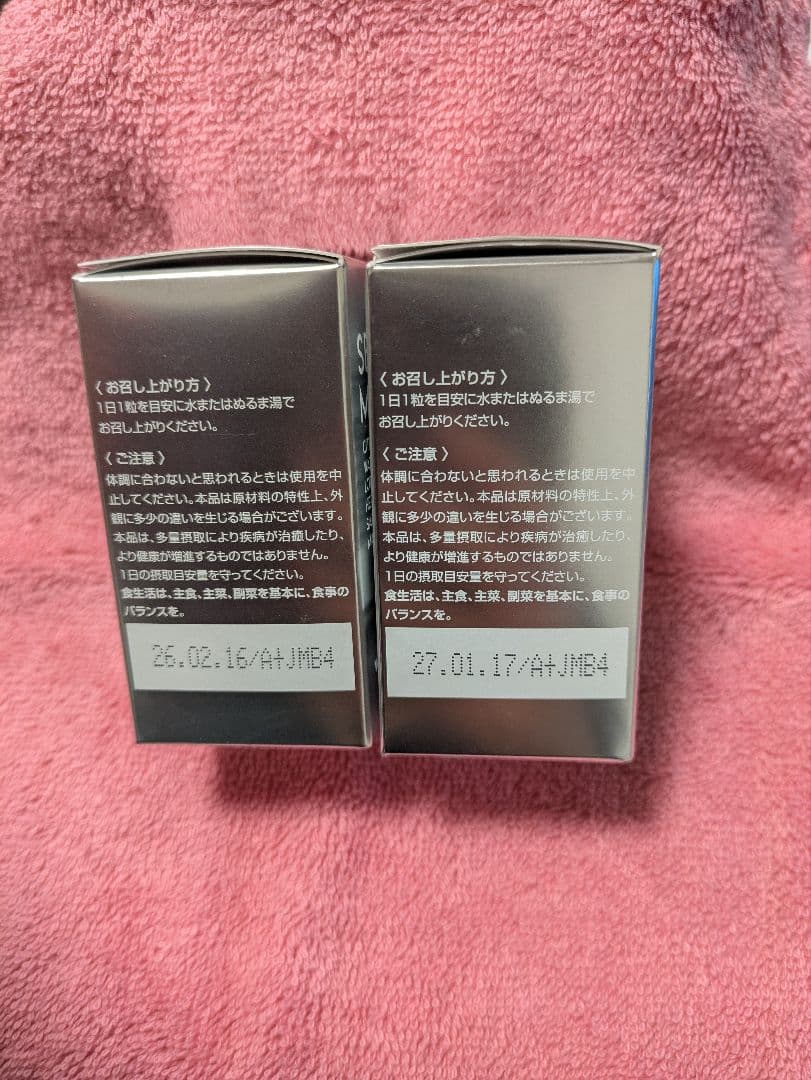 〈 お召し上がり方 〉
1日1粒を目安に水またはぬるま湯で
お召し上がりください。
〈 ご注意 〉
体調に合わないと思われるときは使用を中
止してください。本品は原材料の特性上、外
観に多少の違いを生じる場合がございます。
本品は、多量摂取により疾病が治癒したり、
より健康が増進するものではありません。
1日の摂取目安量を守ってください。
食生活は、主食、主菜、副菜を基本に、食事の
バランスを。
26.02.16/A+JMB4
〈 お召し上がり方 〉
1日1粒を目安に水またはぬるま湯で
お召し上がりください。
〈 ご注意 〉
体調に合わないと思われるときは使用を中
止してください。本品は原材料の特性上、外
観に多少の違いを生じる場合がございます。
本品は、多量摂取により疾病が治癒したり、
より健康が増進するものではありません。
1日の摂取目安量を守ってください。
食生活は、主食、主菜、副菜を基本に、食事の
バランスを。
27.01.17/A+JMB4